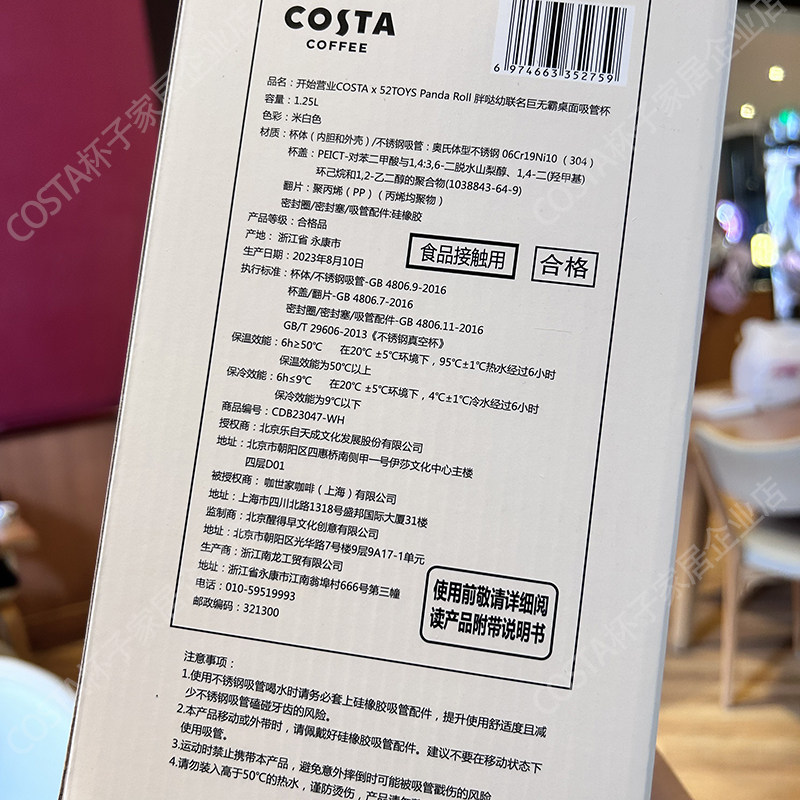 COSTA
COFFEE
6 974663 352759
品名：开始营业COSTA x 52TOYS Panda Roll 胖哒幼联名巨无霸桌面吸管杯
容量：1.25L
色彩：米白色
材质：杯体（内胆和外壳）/不锈钢吸管：奥氏体型不锈钢 06Cr19Ni10（304）
杯盖：PEICT-对苯二甲酸与1,4:3,6-二脱水山梨醇、1,4-二(羟甲基)
环己烷和1,2-乙二醇的聚合物(1038843-64-9)
翻片：聚丙烯（PP）（丙烯均聚物）
密封圈/密封塞/吸管配件:硅橡胶
产品等级：合格品
产地：浙江省 永康市
生产日期：2023年8月10日
食品接触用
合格
执行标准：杯体/不锈钢吸管-GB 4806.9-2016
杯盖/翻片-GB 4806.7-2016
密封圈/密封塞/吸管配件-GB 4806.11-2016
GB/T 29606-2013《不锈钢真空杯》
保温效能：6h≥50℃ 在20℃ ±5℃环境下，95℃±1℃热水经过6小时
保温效能为50℃以上
保冷效能：6h≤9℃ 在20℃ ±5℃环境下，4℃±1℃冷水经过6小时
保冷效能为9℃以下
商品编号：CDB23047-WH
授权商：北京乐自天成文化发展股份有限公司
地址：北京市朝阳区四惠桥南侧甲一号伊莎文化中心主楼
四层D01
被授权商：咖世家咖啡（上海）有限公司
地址：上海市四川北路1318号盛邦国际大厦31楼
监制商：北京醒得早文化创意有限公司
地址：北京市朝阳区光华路7号楼9层9A17-1单元
生产商：浙江南龙工贸有限公司
地址：浙江省永康市江南翁埠村666号第三幢
电话：010-59519993
邮政编码：321300
使用前敬请详细阅
读产品附带说明书
注意事项：
1.使用不锈钢吸管喝水时请务必套上硅橡胶吸管配件，提升使用舒适度且减
少不锈钢吸管磕碰牙齿的风险。
2.本产品移动或外带时，请佩戴好硅橡胶吸管配件。建议不要在移动状态下
使用吸管。
3.运动时禁止携带本产品，避免意外摔倒时可能被吸管戳伤的风险
4.请勿装入高于50℃的热水，谨防烫伤，产品请勿
COSTA杯子家居企业店